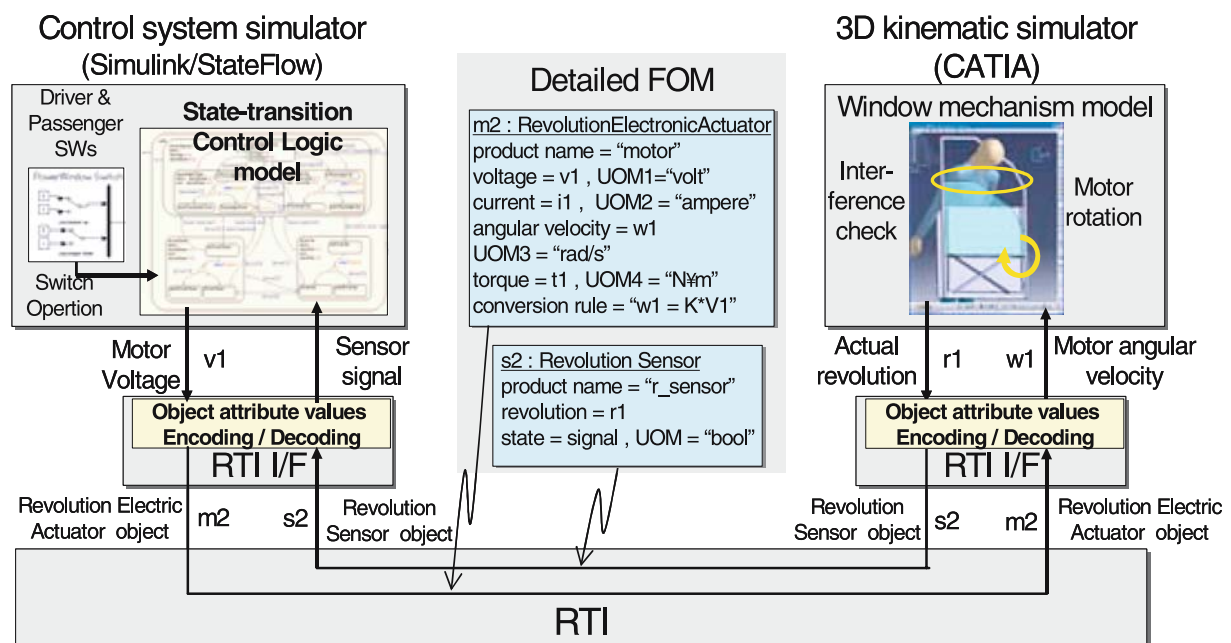 Control system simulator
(Simulink/StateFlow)
Driver &
Passenger
SWs
State-transition
Control Logic
model
PowerWindow Switch
Switch
Opertion
Motor
Voltage
v1
Sensor
signal
Object attribute values
Encoding / Decoding
RTI I/F
Revolution Electric
Actuator object
m2
s2
Revolution
Sensor object
Detailed FOM
m2 : RevolutionElectronicActuator
product name = “motor”
voltage = v1 , UOM1=“volt”
current = i1 , UOM2 = “ampere”
angular velocity = w1
UOM3 = “rad/s”
torque = t1 , UOM4 = “N¥m”
conversion rule = “w1 = K*V1”
s2 : Revolution Sensor
product name = “r_sensor”
revolution = r1
state = signal , UOM = “bool”
3D kinematic simulator
(CATIA)
Window mechanism model
Inter-
ference
check
Motor
rotation
Actual
revolution
r1
w1
Motor angular
velocity
Object attribute values
Encoding / Decoding
RTI I/F
Revolution
Sensor object
s2
m2
Revolution Electric
Actuator object
RTI